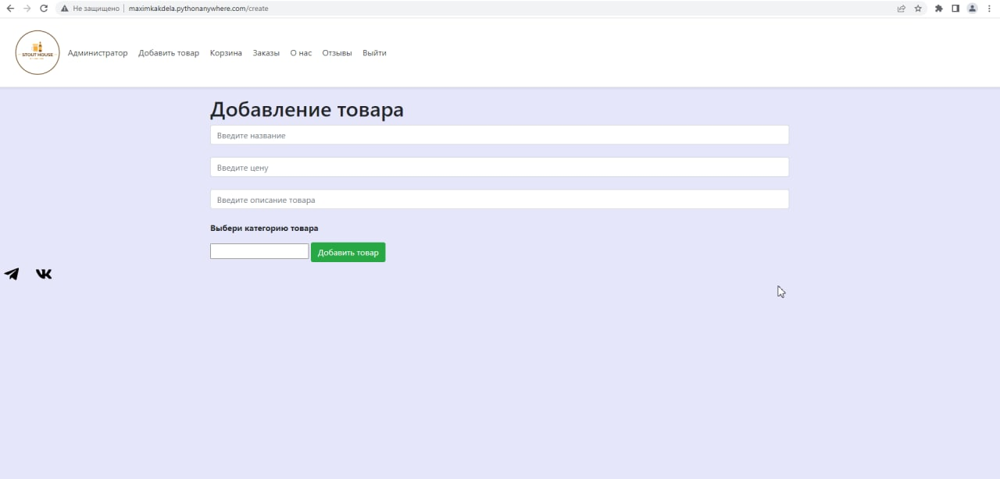 Не защищено maximkakdela.pythonanywhere.com/create
STOUT HOUSE
Администратор Добавить товар Корзина Заказы О нас Отзывы Выйти
Добавление товара
Введите название
Введите цену
Введите описание товара
Выбери категорию товара
Добавить товар